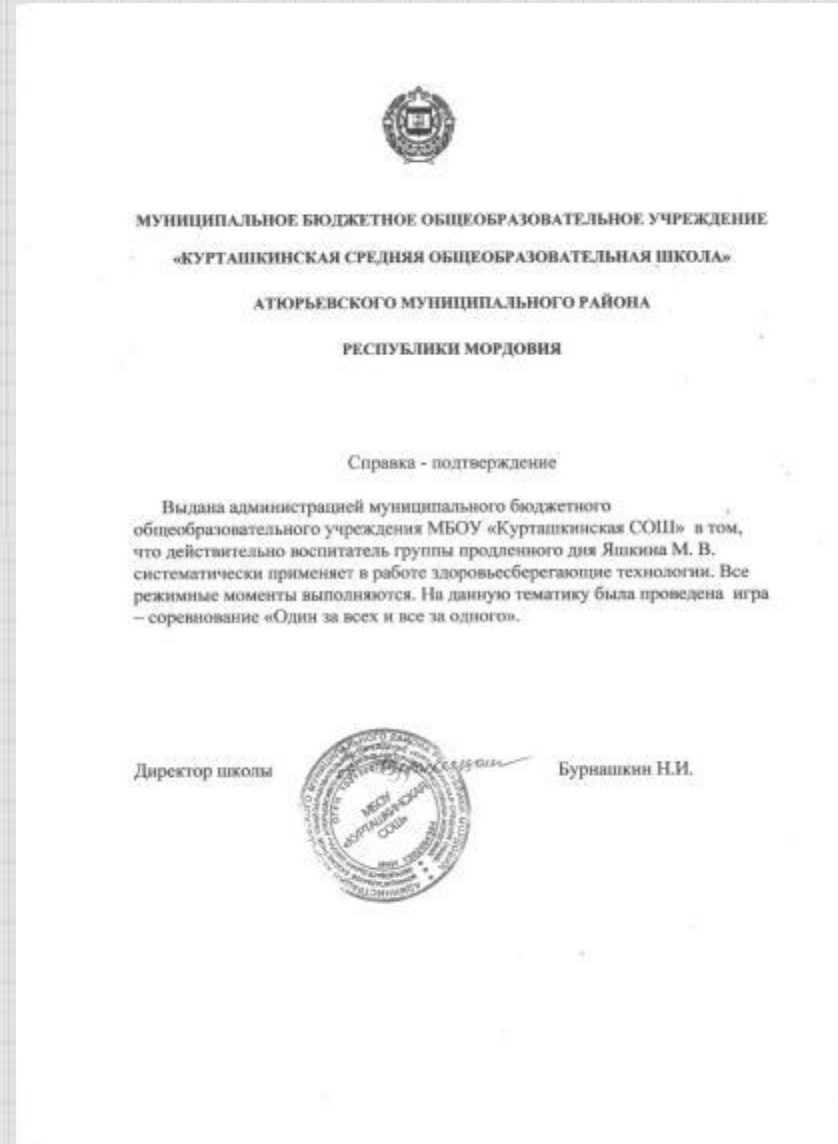 МУНИЦИПАЛЬНОЕ БЮДЖЕТНОЕ ОБЩЕОБРАЗОВАТЕЛЬНОЕ УЧРЕЖДЕНИЕ
«КУРТАШКИНСКАЯ СРЕДНЯЯ ОБЩЕОБРАЗОВАТЕЛЬНАЯ ШКОЛА»
АТЮРЬЕВСКОГО МУНИЦИПАЛЬНОГО РАЙОНА
РЕСПУБЛИКИ МОРДОВИЯ
Справка - подтверждение
Выдана администрацией муниципального бюджетного
общеобразовательного учреждения МБОУ «Курташкинская СОШ» в том,
что действительно воспитатель группы продленного дня Яшкина М. В.
систематически применяет в работе здоровьесберегающие технологии. Все
режимные моменты выполняются. На данную тематику была проведена игра
– соревнование «Один за всех и все за одного».
Директор школы
Бурнашкин Н.И.
МБОУ
«КУРТАШКИНСКАЯ
СОШ»